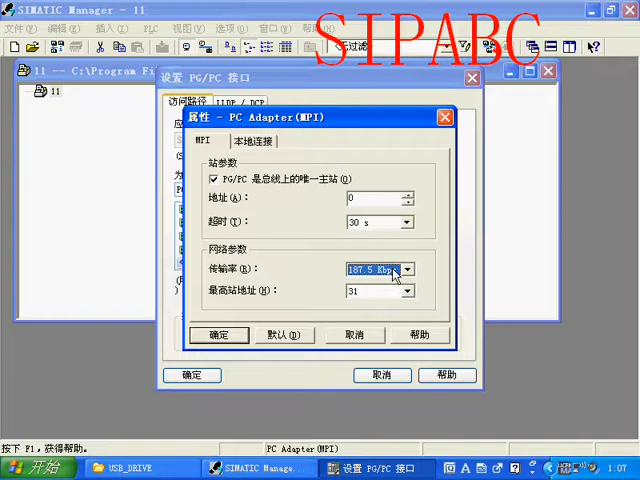 SIMATIC Manager - 11
文件(F) 编辑(E) 插入(I) PLC 视图(V) 选项(O) 窗口(W) 帮助(H)
SIPABC
无过滤
11 -- C:\Program Fi
11
设置 PG/PC 接口
访问路径 LLDP / DCP
属性 - PC Adapter(MPI)
MPI 本地连接
站参数
PG/PC 是总线上的唯一主站(O)
地址(A): 0
超时(T): 30 s
网络参数
传输率(R): 187.5 Kbps
最高站地址(H): 31
确定 默认(D) 取消 帮助
确定 取消 帮助
按下 F1，获得帮助。 PC Adapter(MPI)
开始 USB_DRIVE SIMATIC Manage... 设置 PG/PC 接口 1:07